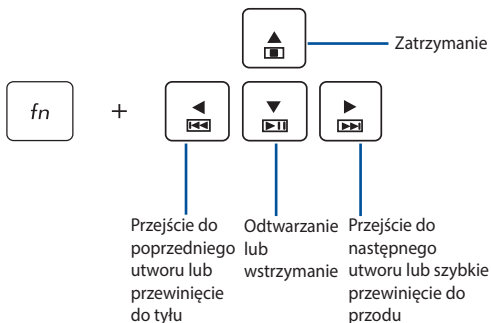 Zatrzymanie
fn
+
Przejście do
poprzedniego
utworu lub
przewinięcie
do tyłu
Odtwarzanie
lub
wstrzymanie
Przejście do
następnego
utworu lub szybkie
przewinięcie do
przodu